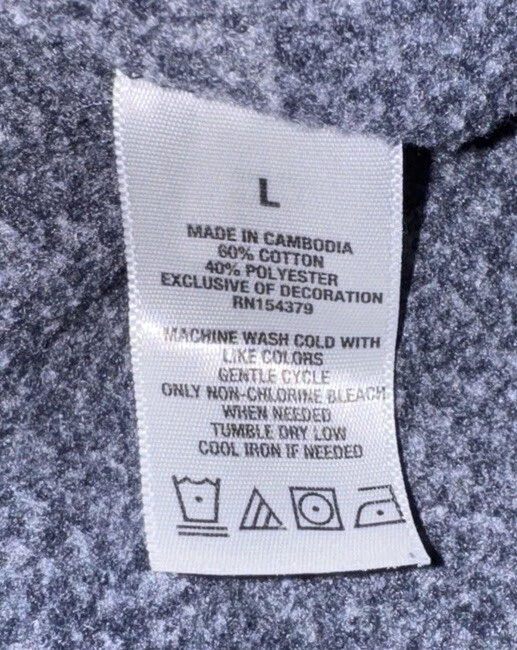 L
MADE IN CAMBODIA
60% COTTON
40% POLYESTER
EXCLUSIVE OF DECORATION
RN154379
MACHINE WASH COLD WITH
LIKE COLORS
GENTLE CYCLE
ONLY NON-CHLORINE BLEACH
WHEN NEEDED
TUMBLE DRY LOW
COOL IRON IF NEEDED